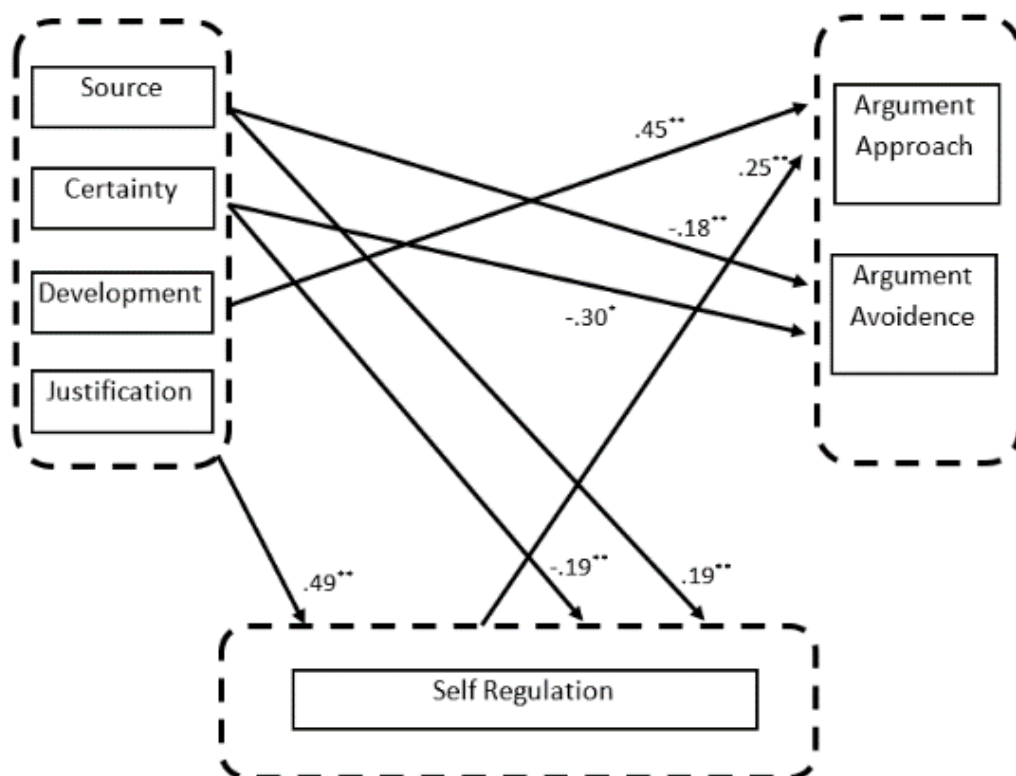 Source
Certainty
Development
Justification
.45**
.25**
-.18**
-.30*
Argument
Approach
Argument
Avoidence
.49**
-.19**
.19**
Self Regulation